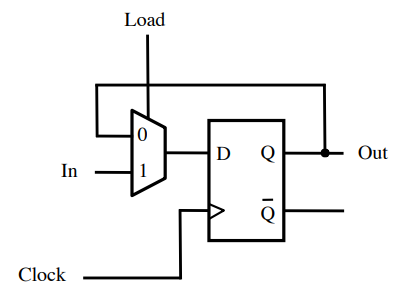 Load
0
D Q Out
In 1
Q̅
Clock